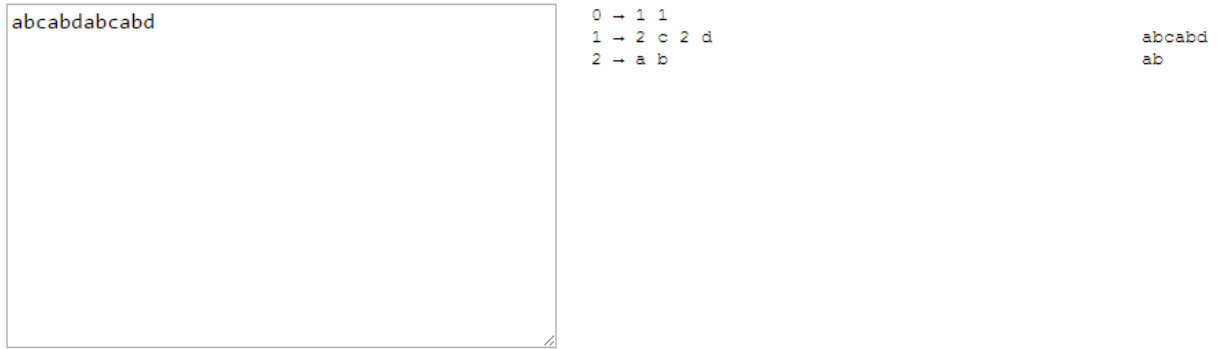 abcabdabcabd
0 → 1 1
1 → 2 c 2 d abcabd
2 → a b ab